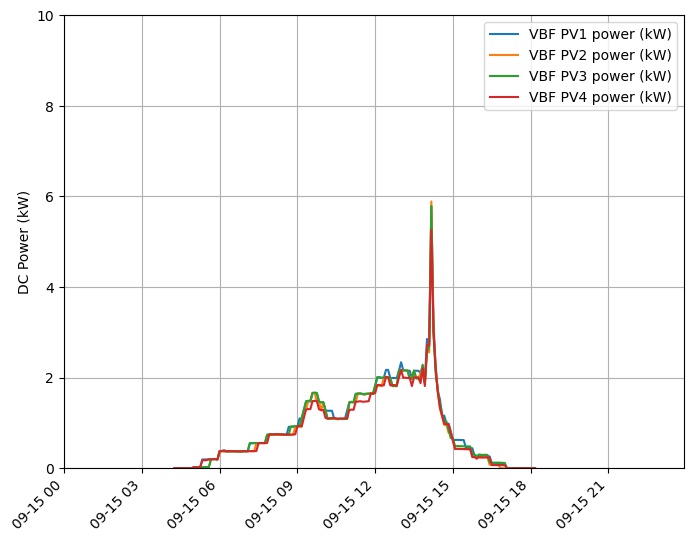 10
8
6
4
2
0
DC Power (kW)
VBF PV1 power (kW)
VBF PV2 power (kW)
VBF PV3 power (kW)
VBF PV4 power (kW)
09-15 00
09-15 03
09-15 06
09-15 09
09-15 12
09-15 15
09-15 18
09-15 21